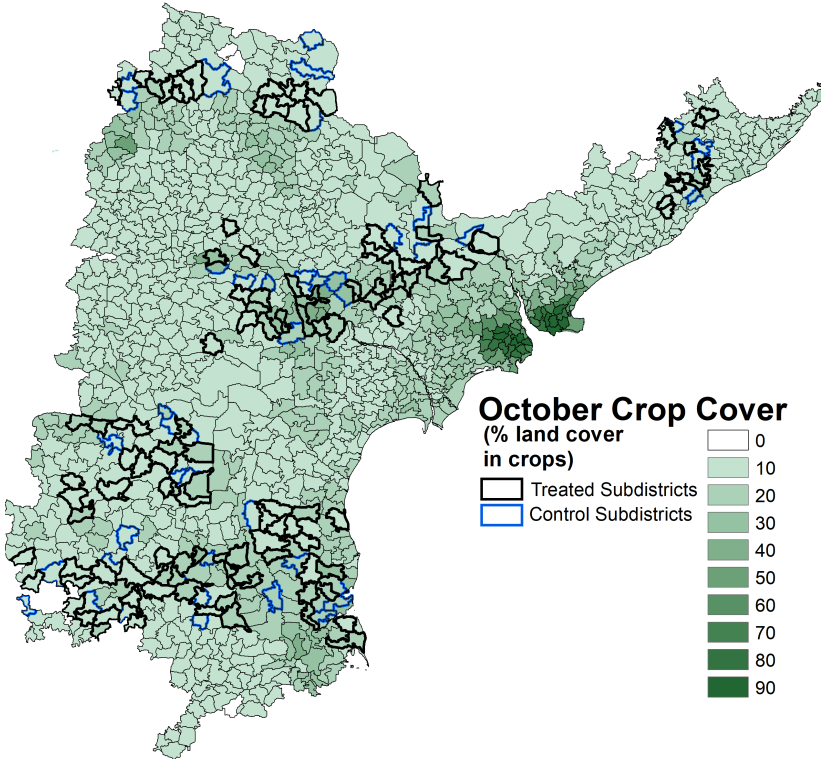 October Crop Cover
(% land cover
in crops)
Treated Subdistricts
Control Subdistricts
0
10
20
30
40
50
60
70
80
90